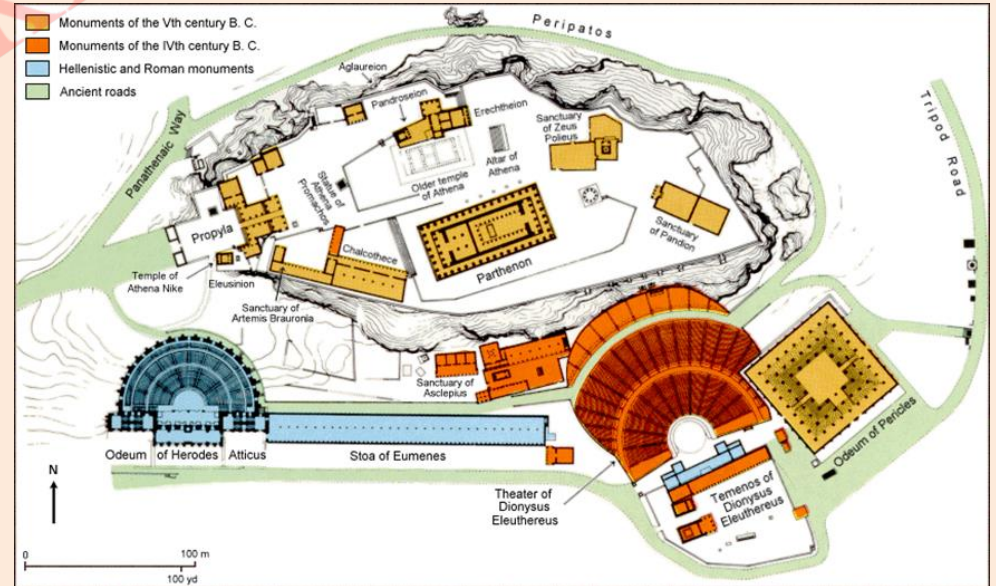 Monuments of the Vth century B. C.
Monuments of the IVth century B. C.
Hellenistic and Roman monuments
Ancient roads
Peripatos
Tripod Road
Panathenaic Way
Aglaureion
Pandroseion
Erechtheion
Sanctuary
of Zeus
Polieus
Altar of
Athena
Older temple
of Athena
Statue of
Athena
Promachos
Propyla
Chalcothece
Parthenon
Sanctuary
of Pandion
Temple of
Athena Nike
Eleusinion
Sanctuary of
Artemis Brauronia
Sanctuary of
Asclepius
Odeum of Herodes Atticus
Stoa of Eumenes
Theater of
Dionysus
Eleuthereus
Temenos of
Dionysus
Eleuthereus
Odeum of Pericles
N
0 100 m
100 yd